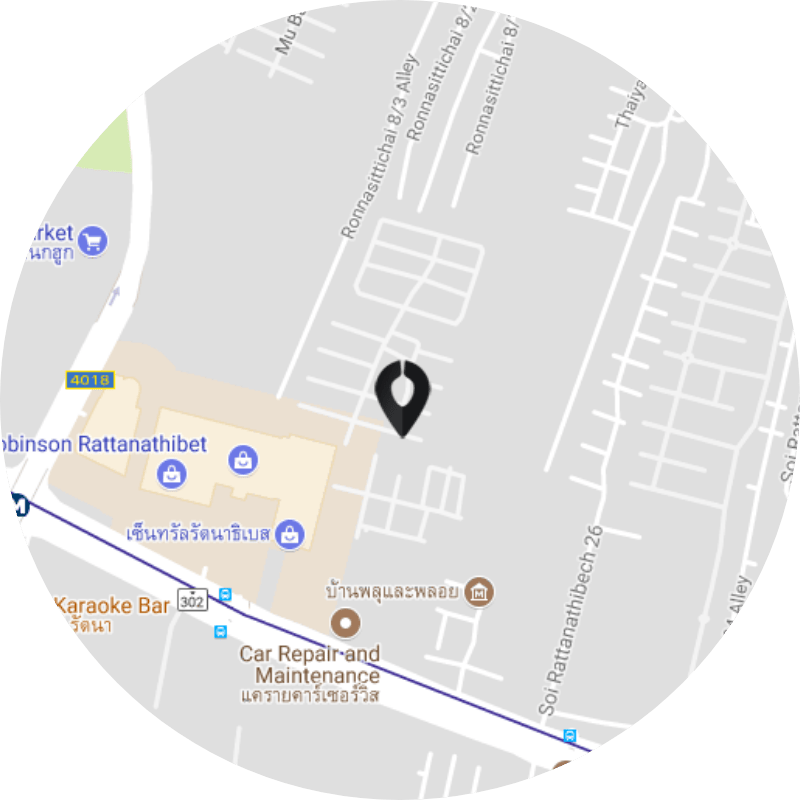 Mu B
Ronnasittichai 8/3 Alley
Ronnasittichai 8/2
Ronnasittichai 8/
Thaiya
rket
นกฮูก
4018
obinson Rattanathibet
M
เซ็นทรัลรัตนาธิเบส
Karaoke Bar
รัตนา
302
บ้านพลุและพลอย
Car Repair and
Maintenance
แครายคาร์เซอร์วิส
Soi Rattanathibech 26
Soi Ratta
Alley